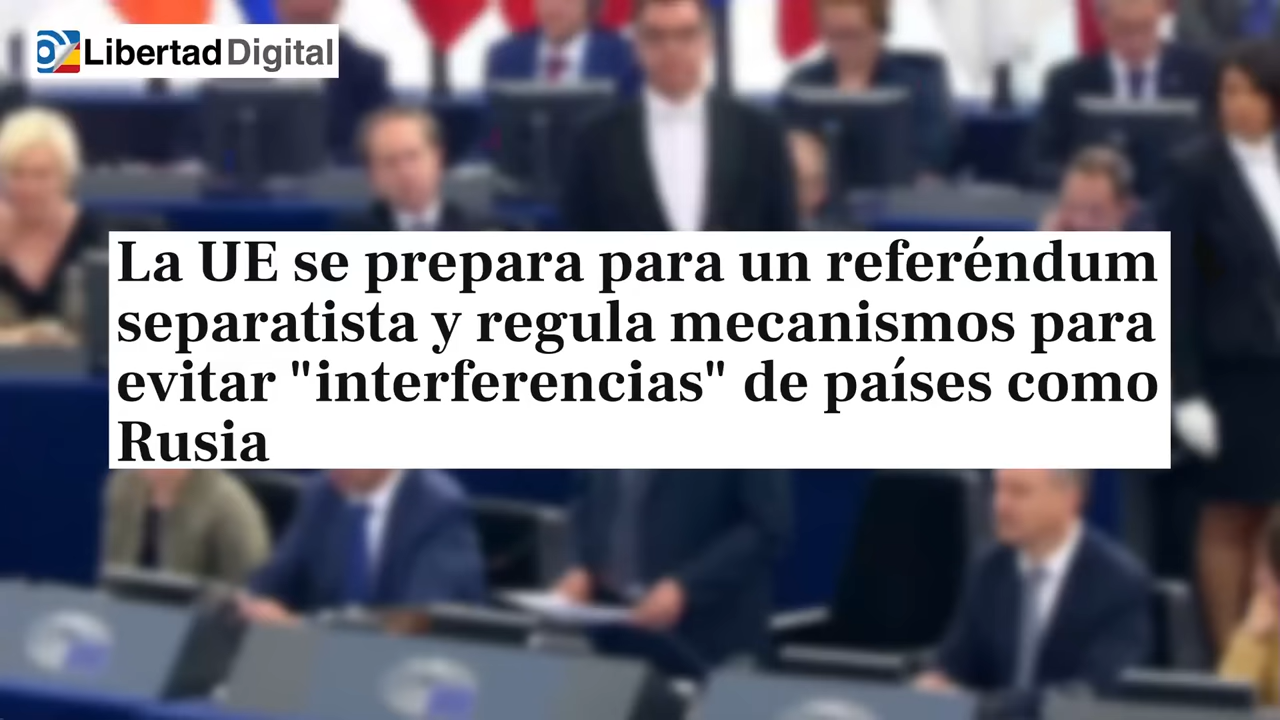 Libertad Digital
La UE se prepara para un referéndum
separatista y regula mecanismos para
evitar "interferencias" de países como
Rusia